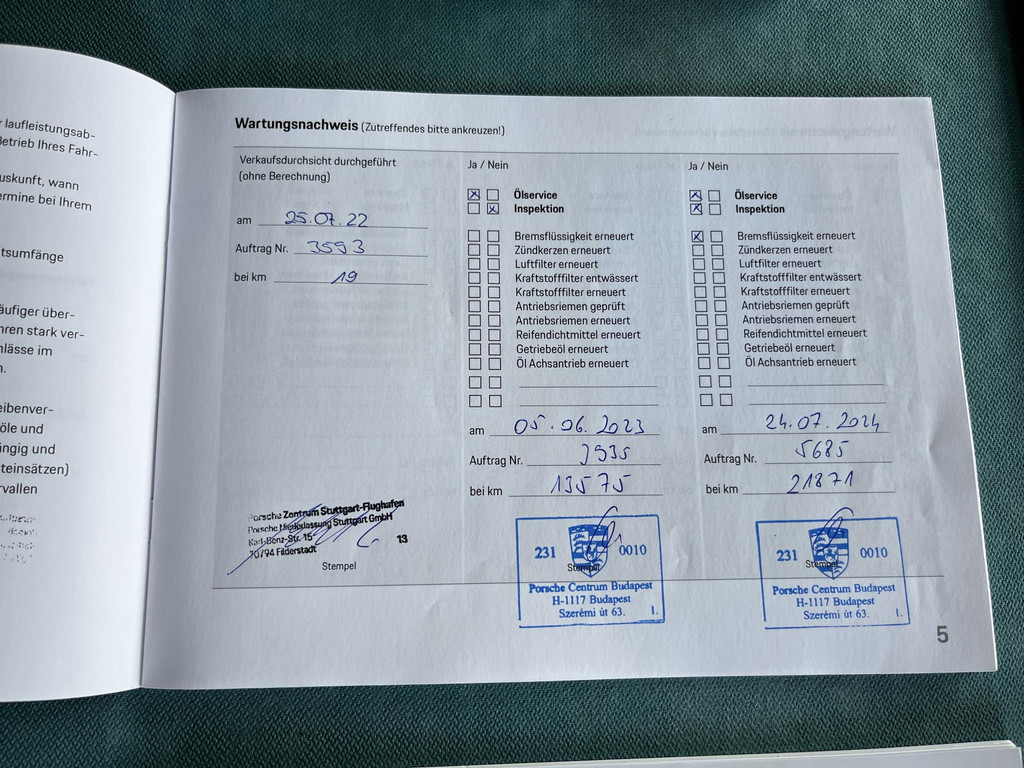 laufleistungsab-
Betrieb Ihres Fahr-
uskunft, wann
ermine bei Ihrem
tsumfänge
äufiger über-
hren stark ver-
lässe im
n.
eibenver-
öle und
ängig und
teinsätzen)
rvallen
Wartungsnachweis (Zutreffendes bitte ankreuzen!)
Verkaufsdurchsicht durchgeführt
(ohne Berechnung)
am 25.07.22
Auftrag Nr. 3593
bei km 19
Porsche Zentrum Stuttgart-Flughafen
Porsche Niederlassung Stuttgart GmbH
Karl-Benz-Str. 15
70794 Filderstadt
13
Stempel
Ja / Nein
Ölservice
Inspektion
Bremsflüssigkeit erneuert
Zündkerzen erneuert
Luftfilter erneuert
Kraftstofffilter entwässert
Kraftstofffilter erneuert
Antriebsriemen geprüft
Antriebsriemen erneuert
Reifendichtmittel erneuert
Getriebeöl erneuert
Öl Achsantrieb erneuert
am 05.06.2023
Auftrag Nr. 3935
bei km 13575
231 0010
Stempel
Porsche Centrum Budapest
H-1117 Budapest
Szerémi út 63. 1.
Ja / Nein
Ölservice
Inspektion
Bremsflüssigkeit erneuert
Zündkerzen erneuert
Luftfilter erneuert
Kraftstofffilter entwässert
Kraftstofffilter erneuert
Antriebsriemen geprüft
Antriebsriemen erneuert
Reifendichtmittel erneuert
Getriebeöl erneuert
Öl Achsantrieb erneuert
am 24.07.2024
Auftrag Nr. 5685
bei km 21871
231 0010
Stempel
Porsche Centrum Budapest
H-1117 Budapest
Szerémi út 63. 1.
5